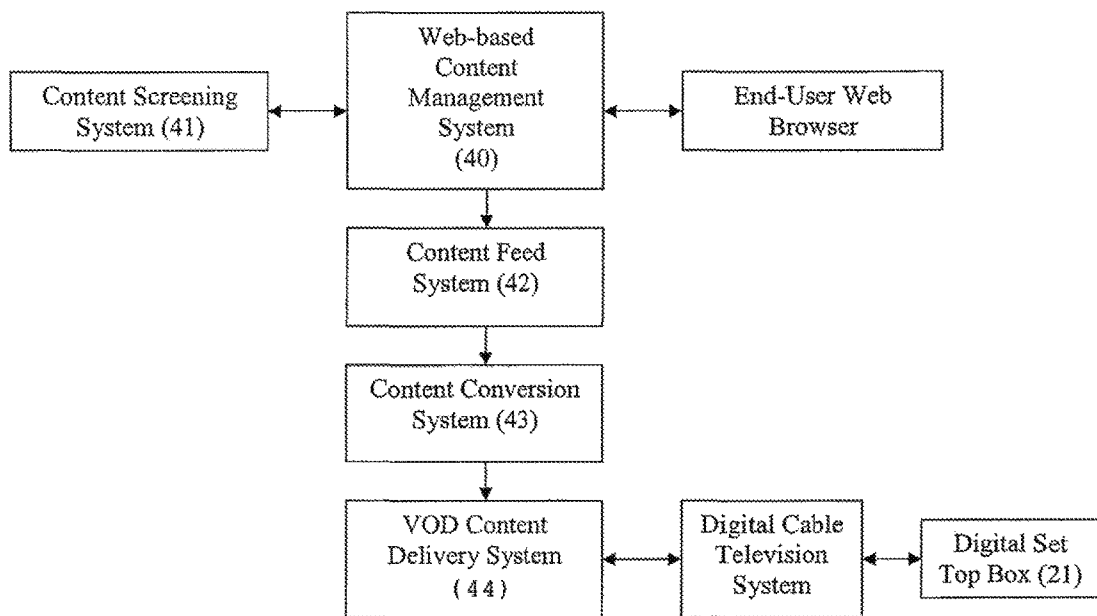 Web-based
Content
Management
System
(40)
Content Screening
System (41)
End-User Web
Browser
Content Feed
System (42)
Content Conversion
System (43)
VOD Content
Delivery System
(44)
Digital Cable
Television
System
Digital Set
Top Box (21)